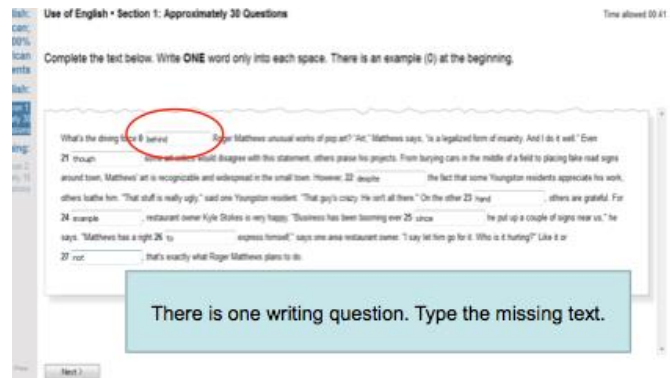 lish:
Use of English • Section 1: Approximately 30 Questions
Time allowed 00:41
can;
00%
ican
ents
Complete the text below. Write ONE word only into each space. There is an example (0) at the beginning.
lish:
ing:
What's the driving force 0 behind Roger Matthews unusual works of pop art? "Art," Matthews says, "is a legalized form of insanity. And I do it well." Even
21 though some art critics would disagree with this statement, others praise his projects. From burying cars in the middle of a field to placing fake road signs
around town, Matthews' art is recognizable and widespread in the small town. However, 22 despite the fact that some Youngston residents appreciate his work,
others loathe him. "That stuff is really ugly," said one Youngston resident. "That guy's crazy. He isn't all there." On the other 23 hand , others are grateful. For
24 example , restaurant owner Kyle Stokes is very happy. "Business has been booming ever 25 since he put up a couple of signs near us," he
says. "Matthews has a right 26 to express himself," says one area restaurant owner. "I say let him go for it. Who is it hurting?" Like it or
27 not , that's exactly what Roger Matthews plans to do.
There is one writing question. Type the missing text.
Next >